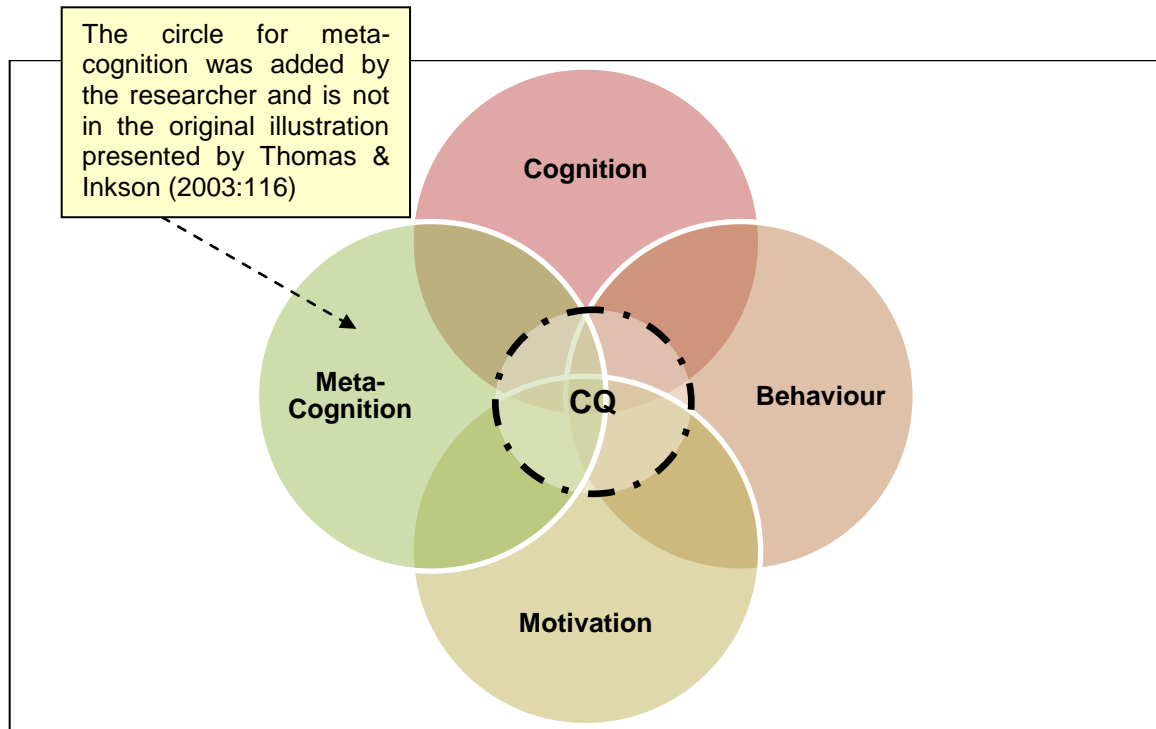 The circle for meta-
cognition was added by
the researcher and is not
in the original illustration
presented by Thomas &
Inkson (2003:116)
Cognition
Meta-
Cognition
CQ
Behaviour
Motivation